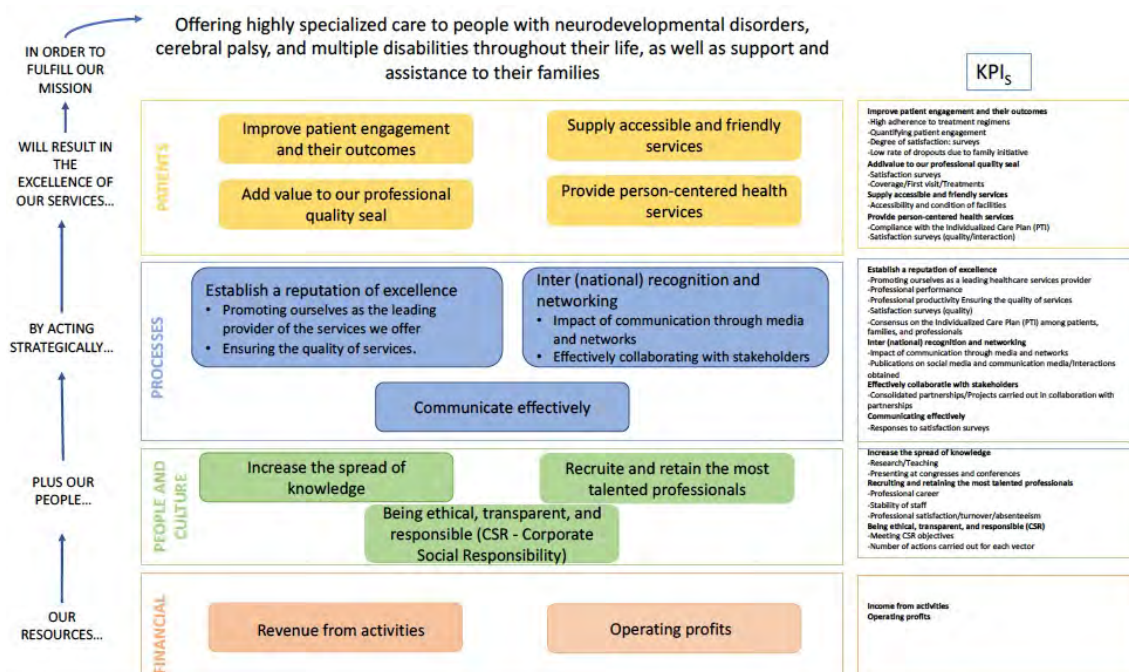 Offering highly specialized care to people with neurodevelopmental disorders,
cerebral palsy, and multiple disabilities throughout their life, as well as support and
assistance to their families
IN ORDER TO
FULFILL OUR
MISSION
WILL RESULT IN
THE
EXCELLENCE OF
OUR SERVICES...
BY ACTING
STRATEGICALLY...
PLUS OUR
PEOPLE...
OUR
RESOURCES...
PATIENTS
Improve patient engagement
and their outcomes
Supply accessible and friendly
services
Add value to our professional
quality seal
Provide person-centered health
services
PROCESSES
Establish a reputation of excellence
• Promoting ourselves as the leading
provider of the services we offer
• Ensuring the quality of services.
Inter (national) recognition and
networking
• Impact of communication through media
and networks
• Effectively collaborating with stakeholders
Communicate effectively
PEOPLE AND
CULTURE
Increase the spread of
knowledge
Recruite and retain the most
talented professionals
Being ethical, transparent, and
responsible (CSR - Corporate
Social Responsibility)
FINANCIAL
Revenue from activities
Operating profits
KPIS
Improve patient engagement and their outcomes
-High adherence to treatment regimens
-Quantifying patient engagement
-Degree of satisfaction: surveys
-Low rate of dropouts due to family initiative
Addivalue to our professional quality seal
-Satisfaction surveys
-Coverage/First visit/Treatments
Supply accessible and friendly services
-Accessibility and condition of facilities
Provide person-centered health services
-Compliance with the Individualized Care Plan (PTI)
-Satisfaction surveys (quality/interaction)
Establish a reputation of excellence
-Promoting ourselves as a leading healthcare services provider
-Professional performance
-Professional productivity Ensuring the quality of services
-Satisfaction surveys (quality)
-Consensus on the Individualized Care Plan (PTI) among patients,
families, and professionals
Inter (national) recognition and networking
-Impact of communication through media and networks
-Publications on social media and communication media/Interactions
obtained
Effectively collaboratie with stakeholders
-Consolidated partnerships/Projects carried out in collaboration with
partnerships
Communicating effectively
-Responses to satisfaction surveys
Increase the spread of knowledge
-Research/Teaching
-Presenting at congresses and conferences
Recruiting and retaining the most talented professionals
-Professional career
-Stability of staff
-Professional satisfaction/turnover/absenteeism
Being ethical, transparent, and responsible (CSR)
-Meeting CSR objectives
-Number of actions carried out for each vector
Income from activities
Operating profits